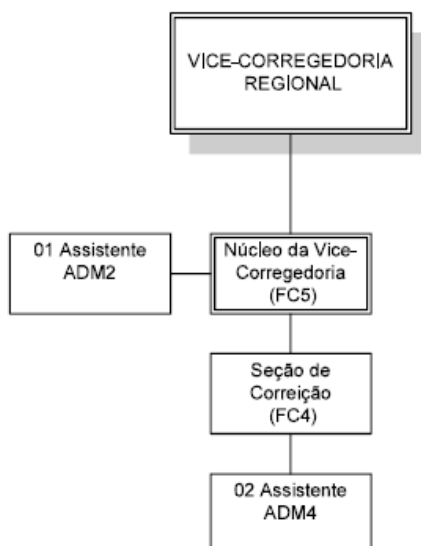 VICE-CORREGEDORIA
REGIONAL
01 Assistente
ADM2
Núcleo da Vice-
Corregedoria
(FC5)
Seção de
Correição
(FC4)
02 Assistente
ADM4